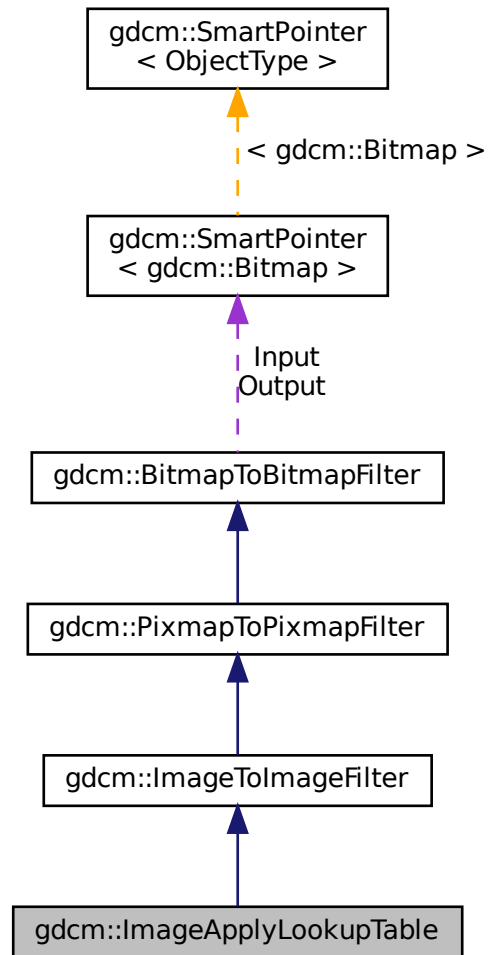 gdcm::SmartPointer
< ObjectType >
< gdcm::Bitmap >
gdcm::SmartPointer
< gdcm::Bitmap >
Input
Output
gdcm::BitmapToBitmapFilter
gdcm::PixmapToPixmapFilter
gdcm::ImageToImageFilter
gdcm::ImageApplyLookupTable